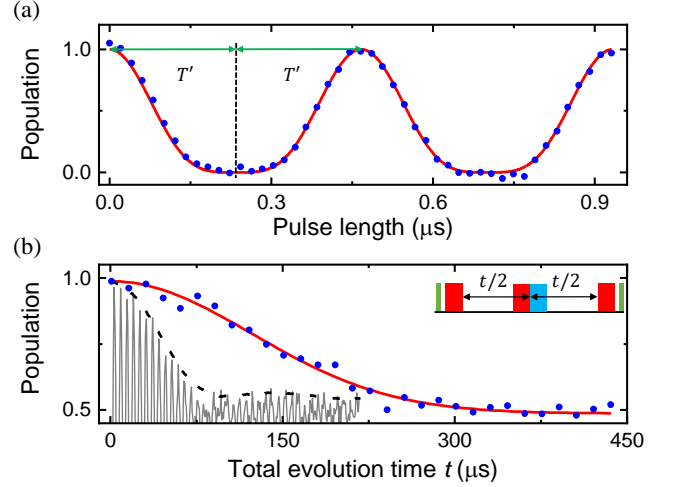 (a)
1.0
T′ T′
Population
0.0
0.0 0.3 0.6 0.9
Pulse length (μs)
(b)
1.0
t/2 t/2
Population
0.5
0 150 300 450
Total evolution time t (μs)